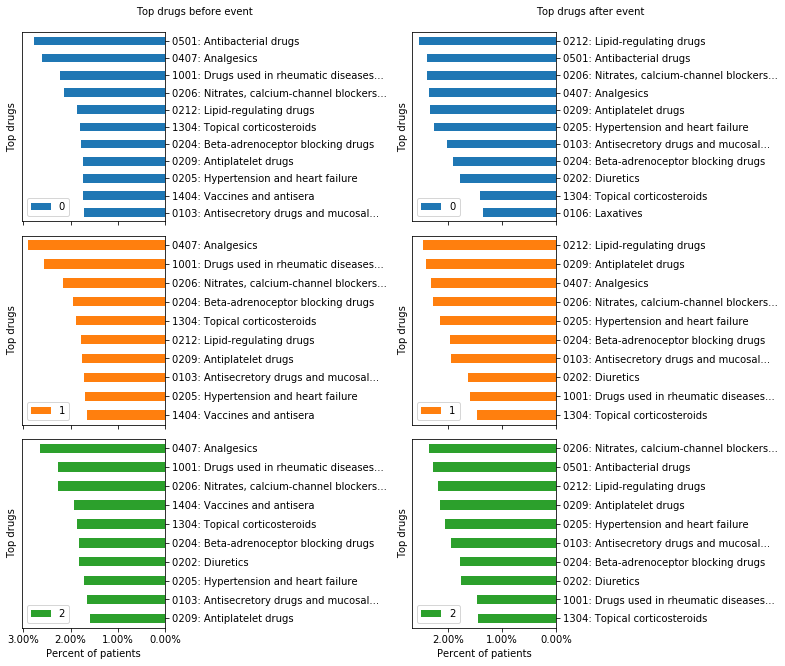 Top drugs before event
Top drugs
0501: Antibacterial drugs
0407: Analgesics
1001: Drugs used in rheumatic diseases...
0206: Nitrates, calcium-channel blockers...
0212: Lipid-regulating drugs
1304: Topical corticosteroids
0204: Beta-adrenoceptor blocking drugs
0209: Antiplatelet drugs
0205: Hypertension and heart failure
1404: Vaccines and antisera
0103: Antisecretory drugs and mucosal...
0
Top drugs
0407: Analgesics
1001: Drugs used in rheumatic diseases...
0206: Nitrates, calcium-channel blockers...
0204: Beta-adrenoceptor blocking drugs
1304: Topical corticosteroids
0212: Lipid-regulating drugs
0209: Antiplatelet drugs
0103: Antisecretory drugs and mucosal...
0205: Hypertension and heart failure
1404: Vaccines and antisera
1
Top drugs
0407: Analgesics
1001: Drugs used in rheumatic diseases...
0206: Nitrates, calcium-channel blockers...
1404: Vaccines and antisera
1304: Topical corticosteroids
0204: Beta-adrenoceptor blocking drugs
0202: Diuretics
0205: Hypertension and heart failure
0103: Antisecretory drugs and mucosal...
0209: Antiplatelet drugs
2
3.00% 2.00% 1.00% 0.00%
Percent of patients
Top drugs after event
Top drugs
0212: Lipid-regulating drugs
0501: Antibacterial drugs
0206: Nitrates, calcium-channel blockers...
0407: Analgesics
0209: Antiplatelet drugs
0205: Hypertension and heart failure
0103: Antisecretory drugs and mucosal...
0204: Beta-adrenoceptor blocking drugs
0202: Diuretics
1304: Topical corticosteroids
0106: Laxatives
0
Top drugs
0212: Lipid-regulating drugs
0209: Antiplatelet drugs
0407: Analgesics
0206: Nitrates, calcium-channel blockers...
0205: Hypertension and heart failure
0204: Beta-adrenoceptor blocking drugs
0103: Antisecretory drugs and mucosal...
0202: Diuretics
1001: Drugs used in rheumatic diseases...
1304: Topical corticosteroids
1
Top drugs
0206: Nitrates, calcium-channel blockers...
0501: Antibacterial drugs
0212: Lipid-regulating drugs
0209: Antiplatelet drugs
0205: Hypertension and heart failure
0103: Antisecretory drugs and mucosal...
0204: Beta-adrenoceptor blocking drugs
0202: Diuretics
1001: Drugs used in rheumatic diseases...
1304: Topical corticosteroids
2
2.00% 1.00% 0.00%
Percent of patients